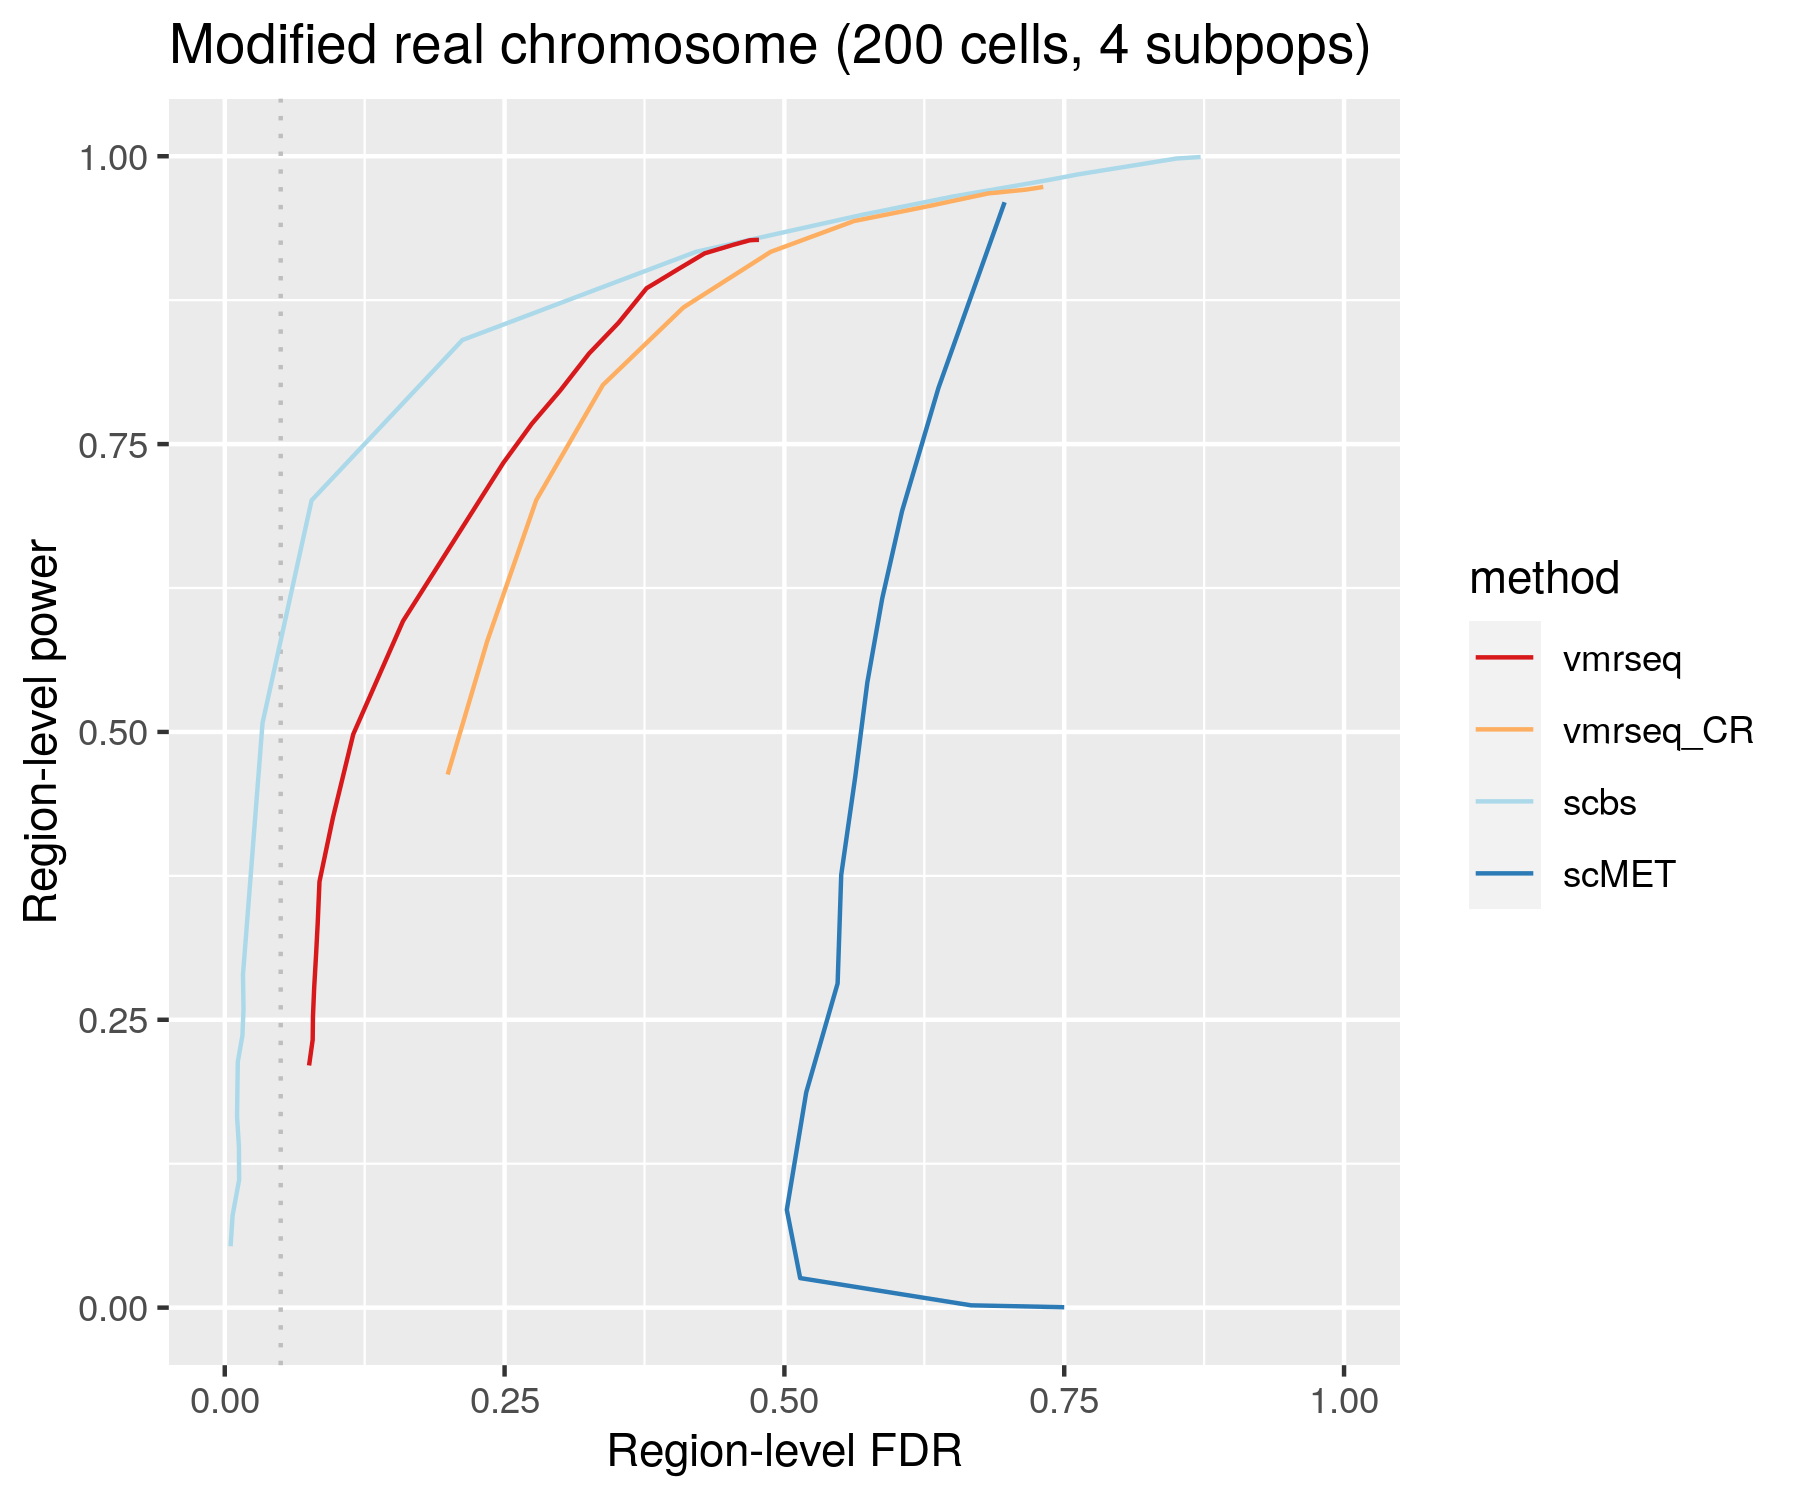 Modified real chromosome (200 cells, 4 subpops)
1.00
0.75
0.50
0.25
0.00
Region-level power
0.00 0.25 0.50 0.75 1.00
Region-level FDR
method
vmrseq
vmrseq_CR
scbs
scMET